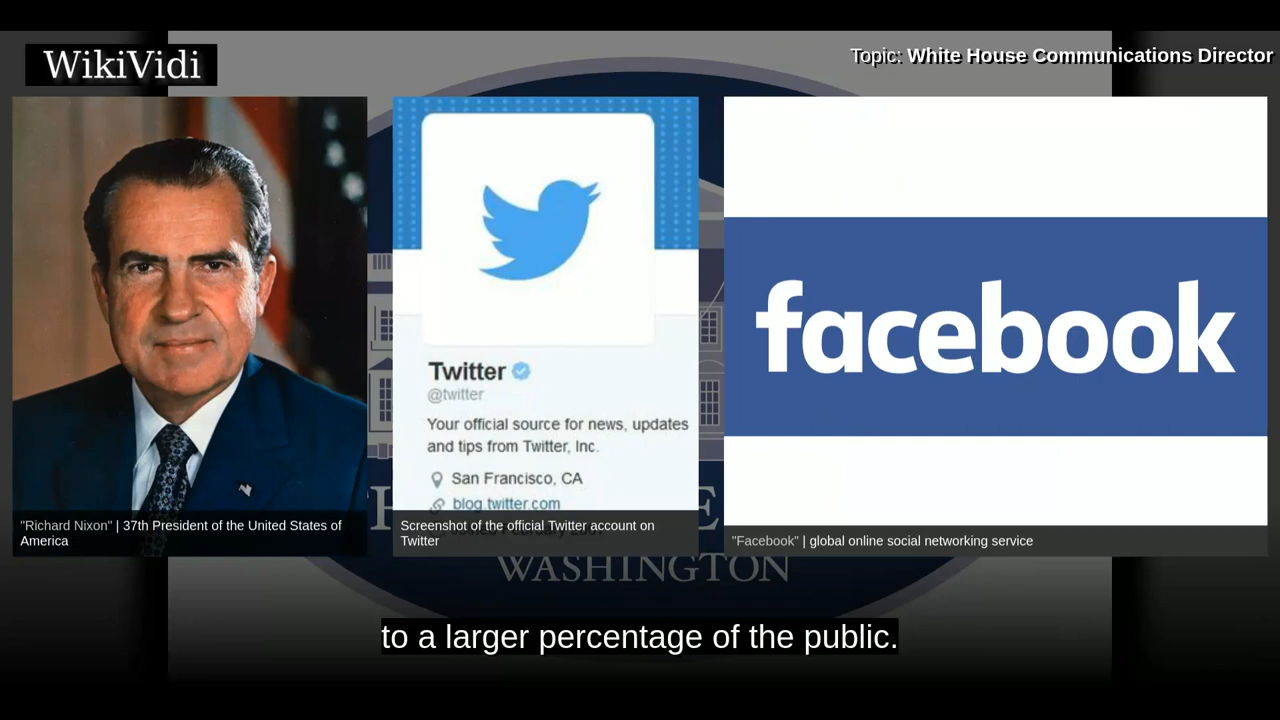 WikiVidi
Topic: White House Communications Director
Twitter
@twitter
Your official source for news, updates
and tips from Twitter, Inc.
San Francisco, CA
blog.twitter.com
facebook
"Richard Nixon" | 37th President of the United States of
America
Screenshot of the official Twitter account on
Twitter
"Facebook" | global online social networking service
WASHINGTON
to a larger percentage of the public.